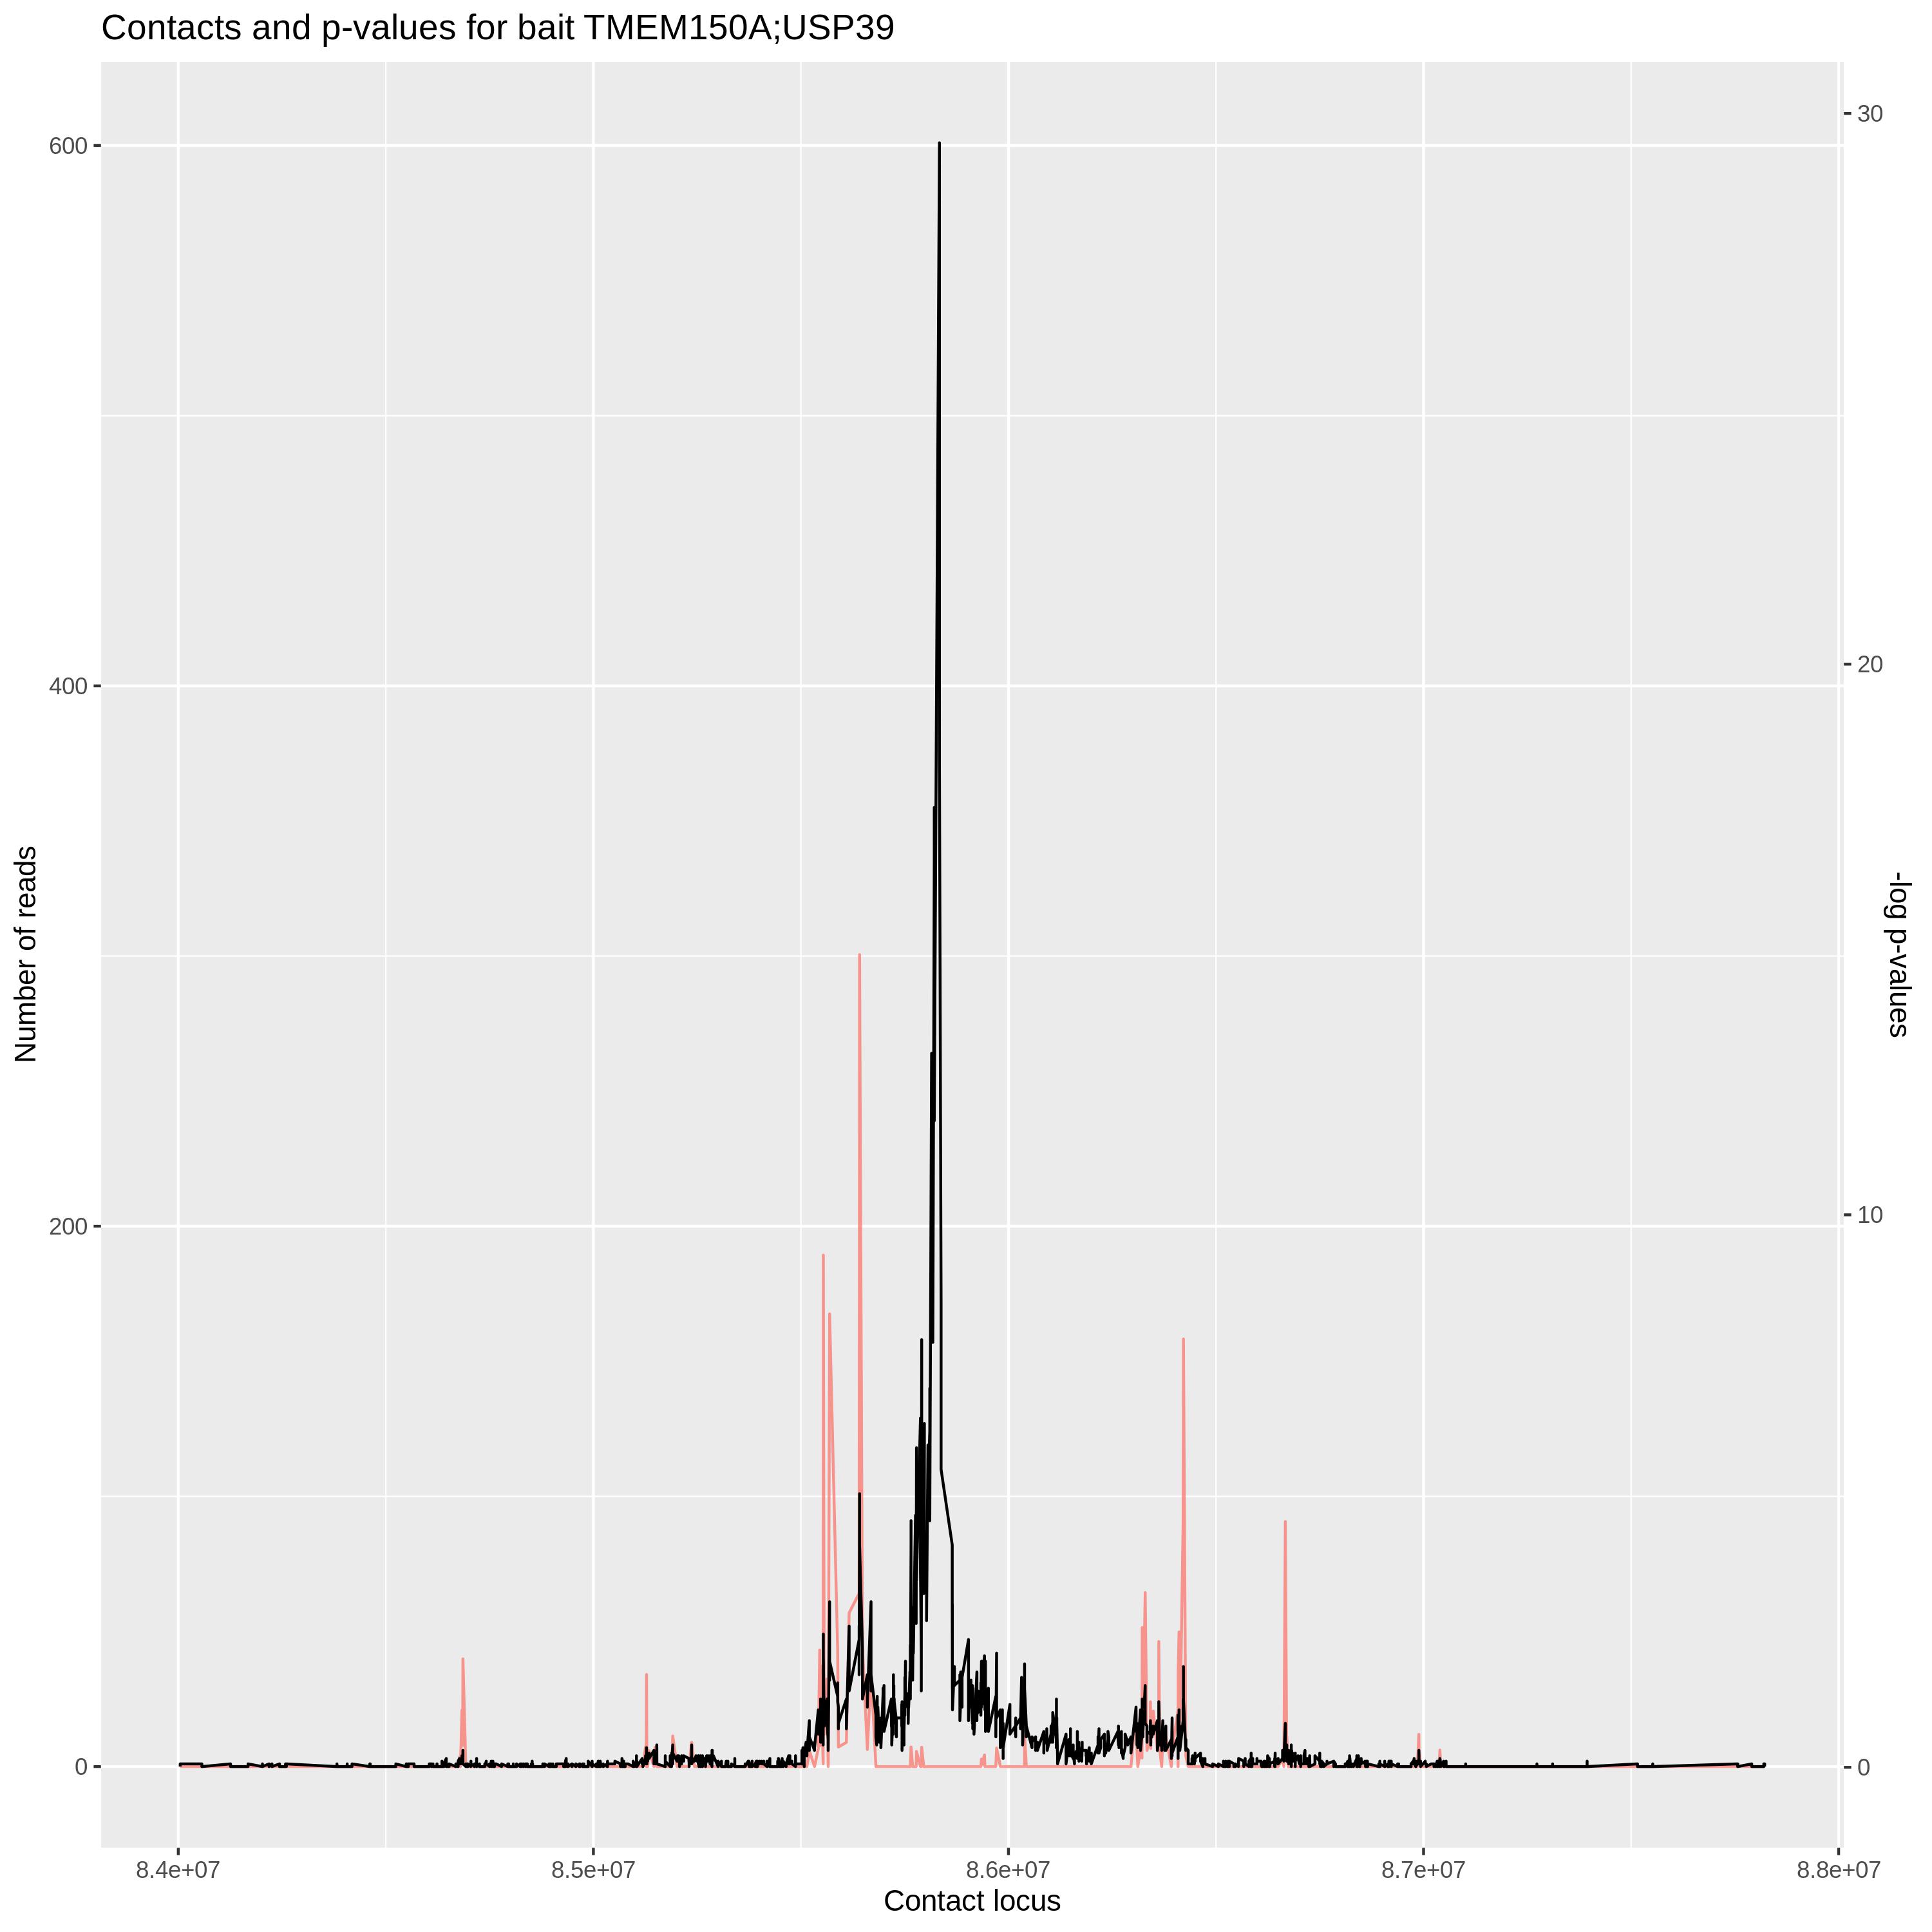 Contacts and p-values for bait TMEM150A;USP39
600
400
200
0
30
20
10
0
Number of reads
-log p-values
8.4e+07 8.5e+07 8.6e+07 8.7e+07 8.8e+07
Contact locus